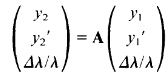 ( y₂ ) ( y₁ )
( y₂′ ) = A ( y₁′ )
( Δλ/λ ) ( Δλ/λ )